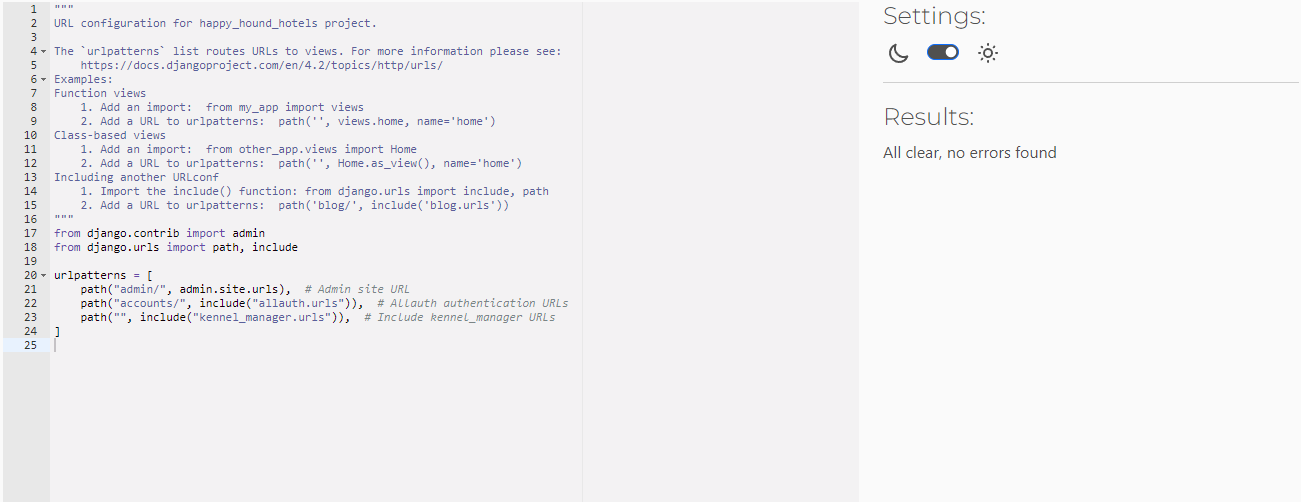 1 """
2 URL configuration for happy_hound_hotels project.
3
4 The `urlpatterns` list routes URLs to views. For more information please see:
5     https://docs.djangoproject.com/en/4.2/topics/http/urls/
6 Examples:
7 Function views
8     1. Add an import:  from my_app import views
9     2. Add a URL to urlpatterns:  path('', views.home, name='home')
10 Class-based views
11     1. Add an import:  from other_app.views import Home
12     2. Add a URL to urlpatterns:  path('', Home.as_view(), name='home')
13 Including another URLconf
14     1. Import the include() function: from django.urls import include, path
15     2. Add a URL to urlpatterns:  path('blog/', include('blog.urls'))
16 """
17 from django.contrib import admin
18 from django.urls import path, include
19
20 urlpatterns = [
21     path("admin/", admin.site.urls),  # Admin site URL
22     path("accounts/", include("allauth.urls")),  # Allauth authentication URLs
23     path("", include("kennel_manager.urls")),  # Include kennel_manager URLs
24 ]
25
Settings:
Results:
All clear, no errors found